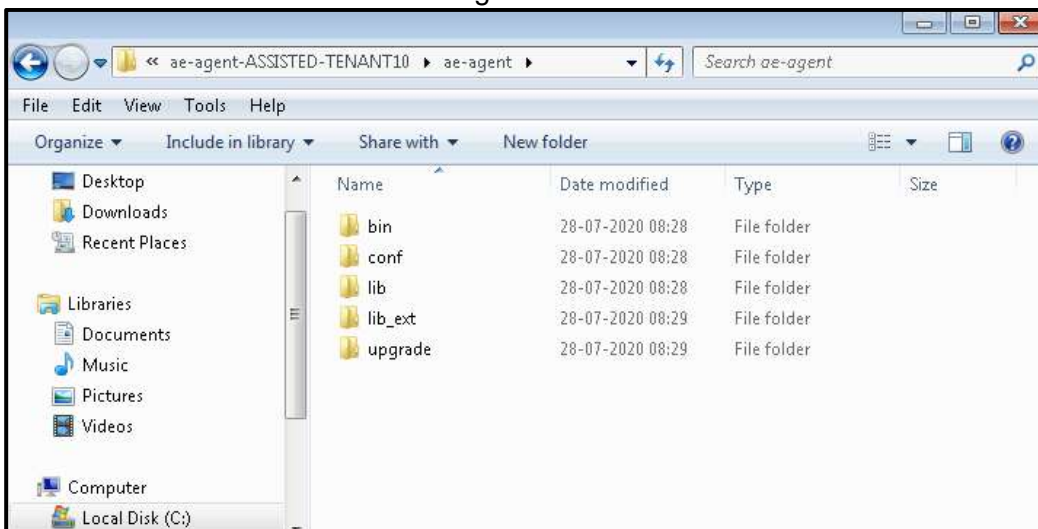 « ae-agent-ASSISTED-TENANT10 ▸ ae-agent ▸ Search ae-agent
File Edit View Tools Help
Organize ▾ Include in library ▾ Share with ▾ New folder
Desktop
Downloads
Recent Places
Libraries
Documents
Music
Pictures
Videos
Computer
Local Disk (C:)
Name Date modified Type Size
bin 28-07-2020 08:28 File folder
conf 28-07-2020 08:28 File folder
lib 28-07-2020 08:28 File folder
lib_ext 28-07-2020 08:29 File folder
upgrade 28-07-2020 08:29 File folder